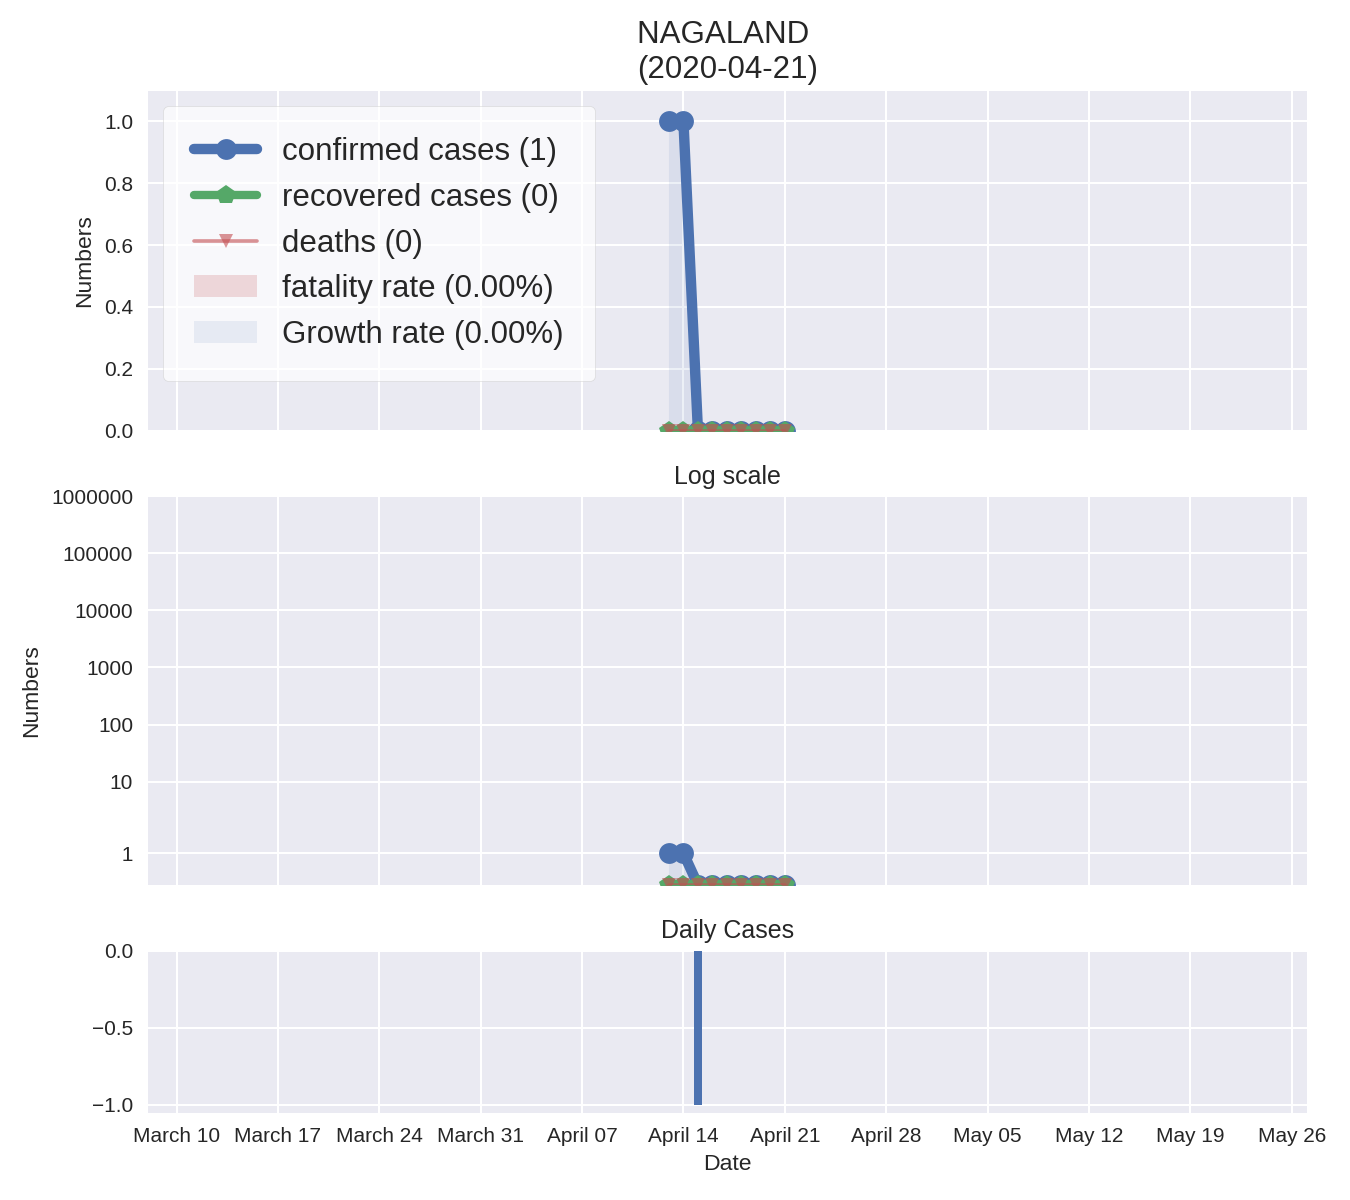 NAGALAND
(2020-04-21)
1.0
0.8
0.6
0.4
0.2
0.0
Numbers
confirmed cases (1)
recovered cases (0)
deaths (0)
fatality rate (0.00%)
Growth rate (0.00%)
Log scale
1000000
100000
10000
1000
100
10
1
Numbers
Daily Cases
0.0
−0.5
−1.0
March 10 March 17 March 24 March 31 April 07 April 14 April 21 April 28 May 05 May 12 May 19 May 26
Date